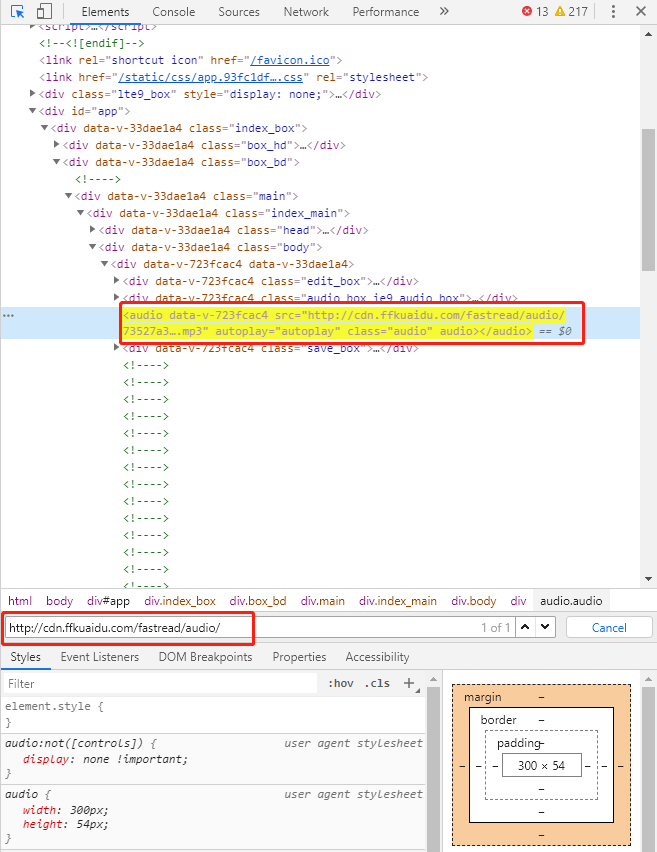 Elements Console Sources Network Performance » 13 217
<script>…</script>
<!--<![endif]-->
<link rel="shortcut icon" href="/favicon.ico">
<link href="/static/css/app.93fc1df….css" rel="stylesheet">
<div class="lte9_box" style="display: none;">…</div>
<div id="app">
<div data-v-33dae1a4 class="index_box">
<div data-v-33dae1a4 class="box_hd">…</div>
<div data-v-33dae1a4 class="box_bd">
<!---->
<div data-v-33dae1a4 class="main">
<div data-v-33dae1a4 class="index_main">
<div data-v-33dae1a4 class="head">…</div>
<div data-v-33dae1a4 class="body">
<div data-v-723fcac4 data-v-33dae1a4>
<div data-v-723fcac4 class="edit_box">…</div>
<div data-v-723fcac4 class="audio_box ie9_audio_box">…</div>
<audio data-v-723fcac4 src="http://cdn.ffkuaidu.com/fastread/audio/
73527a3….mp3" autoplay="autoplay" class="audio" audio></audio> == $0
<div data-v-723fcac4 class="save_box">…</div>
<!---->
<!---->
<!---->
<!---->
<!---->
<!---->
<!---->
<!---->
<!---->
<!---->
<!---->
<!---->
<!---->
<!---->
html body div#app div.index_box div.box_bd div.main div.index_main div.body div audio.audio
http://cdn.ffkuaidu.com/fastread/audio/ 1 of 1 Cancel
Styles Event Listeners DOM Breakpoints Properties Accessibility
Filter :hov .cls +
element.style {
}
audio:not([controls]) { user agent stylesheet
display: none !important;
}
audio { user agent stylesheet
width: 300px;
height: 54px;
}
margin –
border –
padding –
– – – 300 × 54 – – –
–
–
–